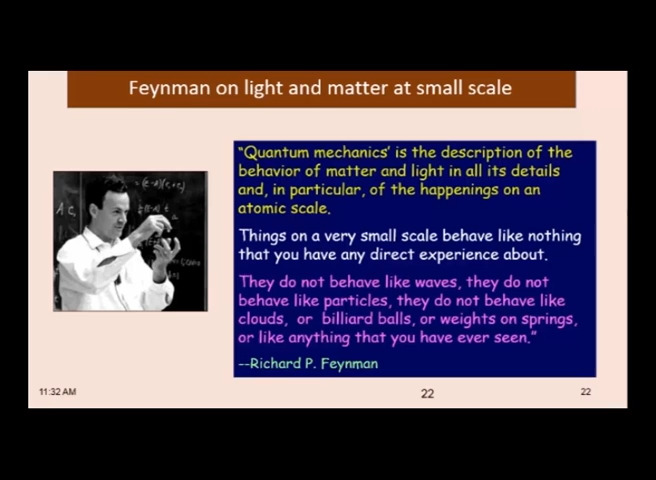 Feynman on light and matter at small scale
“Quantum mechanics’ is the description of the
behavior of matter and light in all its details
and, in particular, of the happenings on an
atomic scale.
Things on a very small scale behave like nothing
that you have any direct experience about.
They do not behave like waves, they do not
behave like particles, they do not behave like
clouds, or billiard balls, or weights on springs,
or like anything that you have ever seen.”
--Richard P. Feynman
11:32 AM
22
22